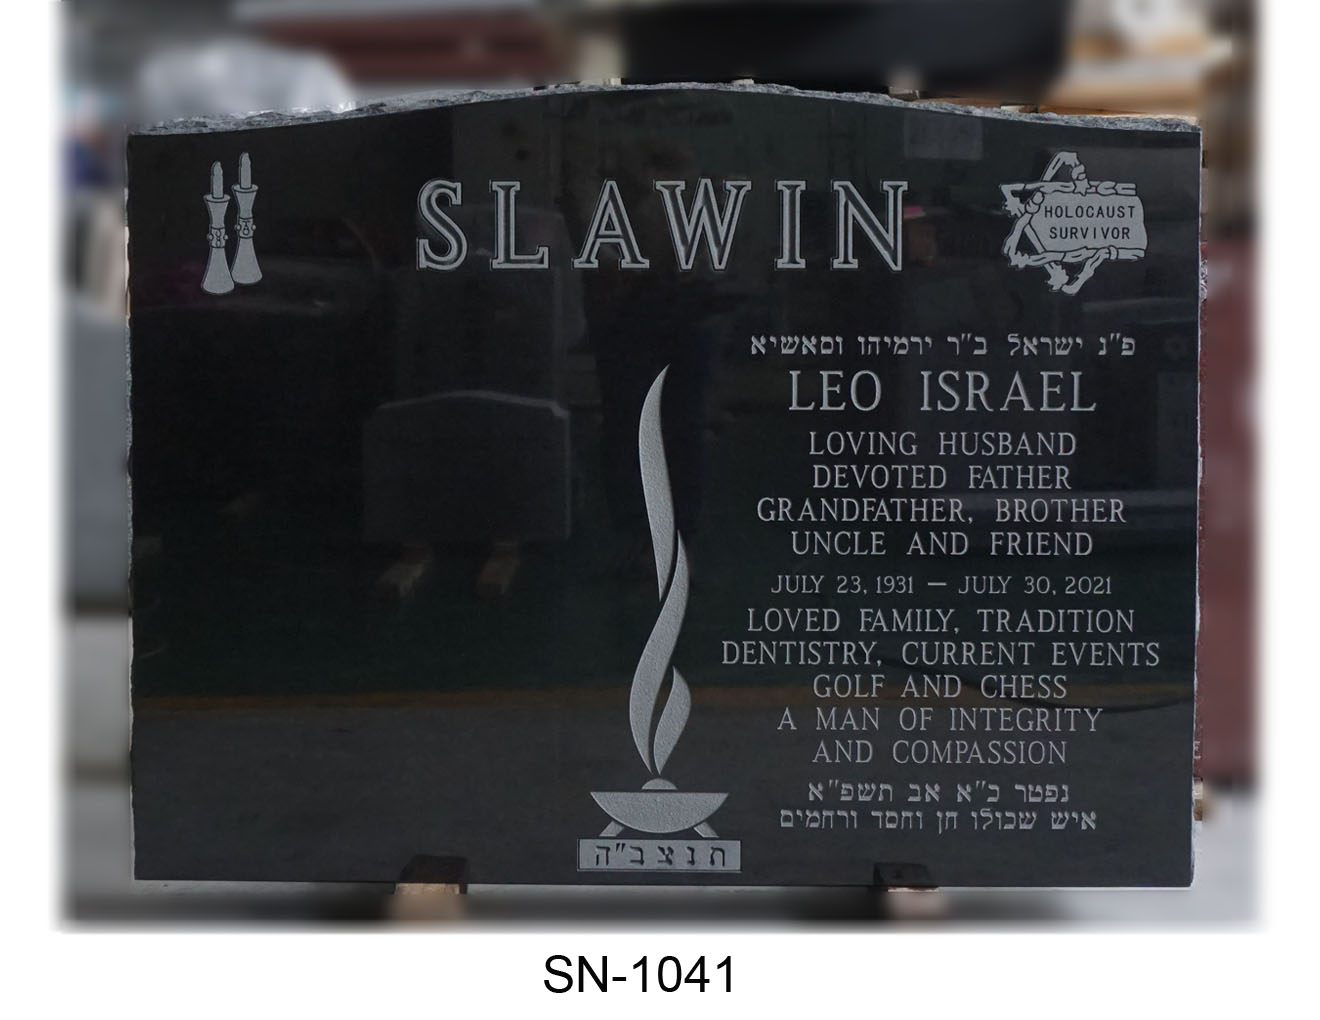 SLAWIN
HOLOCAUST
SURVIVOR
פ"נ ישראל ב"ר ירמיהו וסאשיא
LEO ISRAEL
LOVING HUSBAND
DEVOTED FATHER
GRANDFATHER, BROTHER
UNCLE AND FRIEND
JULY 23, 1931 — JULY 30, 2021
LOVED FAMILY, TRADITION
DENTISTRY, CURRENT EVENTS
GOLF AND CHESS
A MAN OF INTEGRITY
AND COMPASSION
נפטר כ"א אב תשפ"א
איש שכולו חן וחסד ורחמים
תנצב"ה
SN-1041